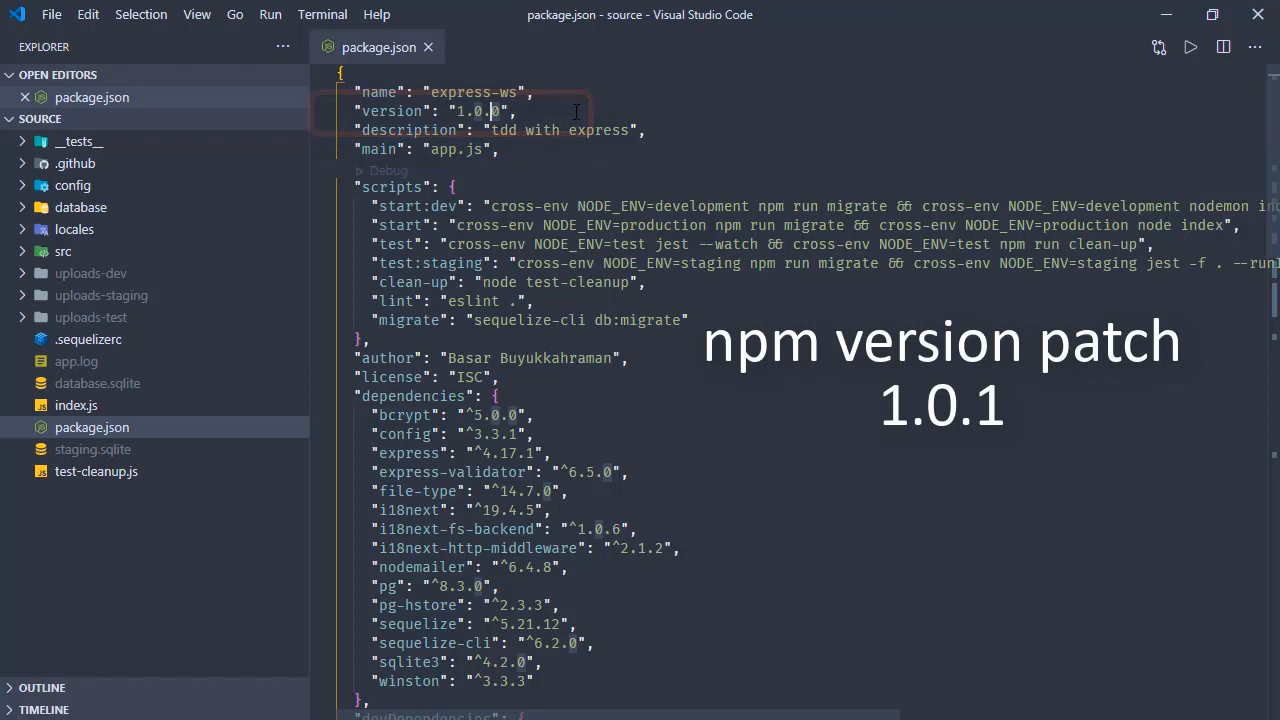 File Edit Selection View Go Run Terminal Help package.json - source - Visual Studio Code
EXPLORER
package.json
OPEN EDITORS
package.json
SOURCE
__tests__
.github
config
database
locales
src
uploads-dev
uploads-staging
uploads-test
.sequelizerc
app.log
database.sqlite
index.js
package.json
staging.sqlite
test-cleanup.js
OUTLINE
TIMELINE
{
"name": "express-ws",
"version": "1.0.0",
"description": "tdd with express",
"main": "app.js",
Debug
"scripts": {
"start:dev": "cross-env NODE_ENV=development npm run migrate && cross-env NODE_ENV=development nodemon
"start": "cross-env NODE_ENV=production npm run migrate && cross-env NODE_ENV=production node index",
"test": "cross-env NODE_ENV=test jest --watch && cross-env NODE_ENV=test npm run clean-up",
"test:staging": "cross-env NODE_ENV=staging npm run migrate && cross-env NODE_ENV=staging jest -f . --run
"clean-up": "node test-cleanup",
"lint": "eslint .",
"migrate": "sequelize-cli db:migrate"
},
"author": "Basar Buyukkahraman",
"license": "ISC",
"dependencies": {
"bcrypt": "^5.0.0",
"config": "^3.3.1",
"express": "^4.17.1",
"express-validator": "^6.5.0",
"file-type": "^14.7.0",
"i18next": "^19.4.5",
"i18next-fs-backend": "^1.0.6",
"i18next-http-middleware": "^2.1.2",
"nodemailer": "^6.4.8",
"pg": "^8.3.0",
"pg-hstore": "^2.3.3",
"sequelize": "^5.21.12",
"sequelize-cli": "^6.2.0",
"sqlite3": "^4.2.0",
"winston": "^3.3.3"
},
"devDependencies": {
npm version patch
1.0.1